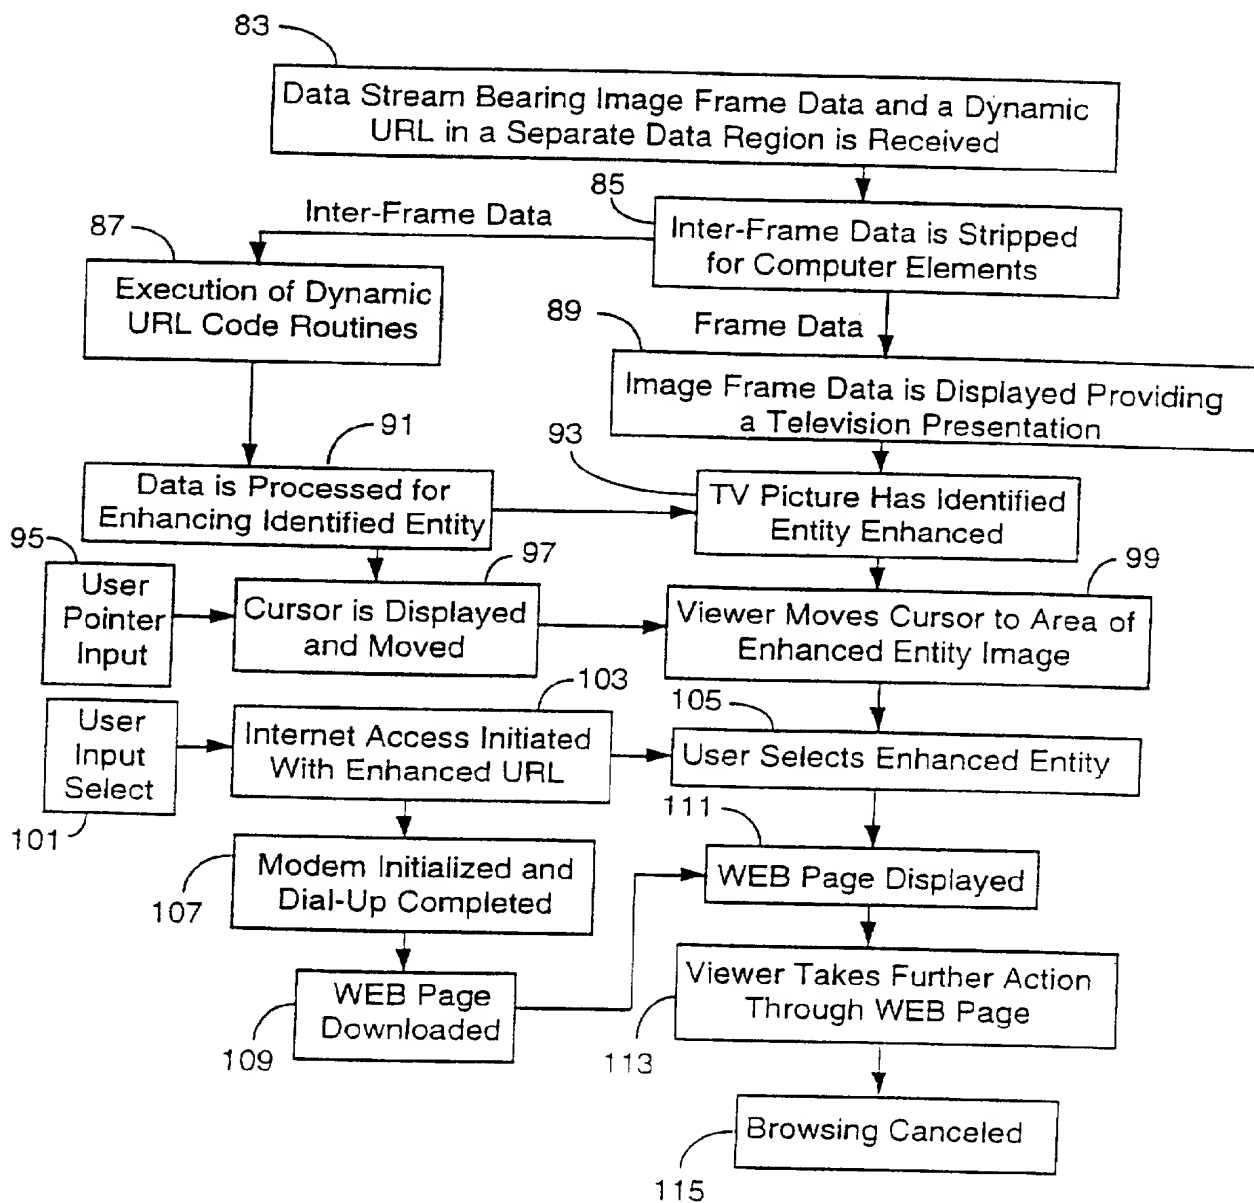 83
Data Stream Bearing Image Frame Data and a Dynamic
URL in a Separate Data Region is Received
85
Inter-Frame Data
Inter-Frame Data is Stripped
for Computer Elements
87
Execution of Dynamic
URL Code Routines
89
Frame Data
Image Frame Data is Displayed Providing
a Television Presentation
91
Data is Processed for
Enhancing Identified Entity
93
TV Picture Has Identified
Entity Enhanced
95
User
Pointer
Input
97
Cursor is Displayed
and Moved
99
Viewer Moves Cursor to Area of
Enhanced Entity Image
User
Input
Select
101
103
Internet Access Initiated
With Enhanced URL
105
User Selects Enhanced Entity
107
Modem Initialized and
Dial-Up Completed
111
WEB Page Displayed
WEB Page
Downloaded
109
Viewer Takes Further Action
Through WEB Page
113
Browsing Canceled
115